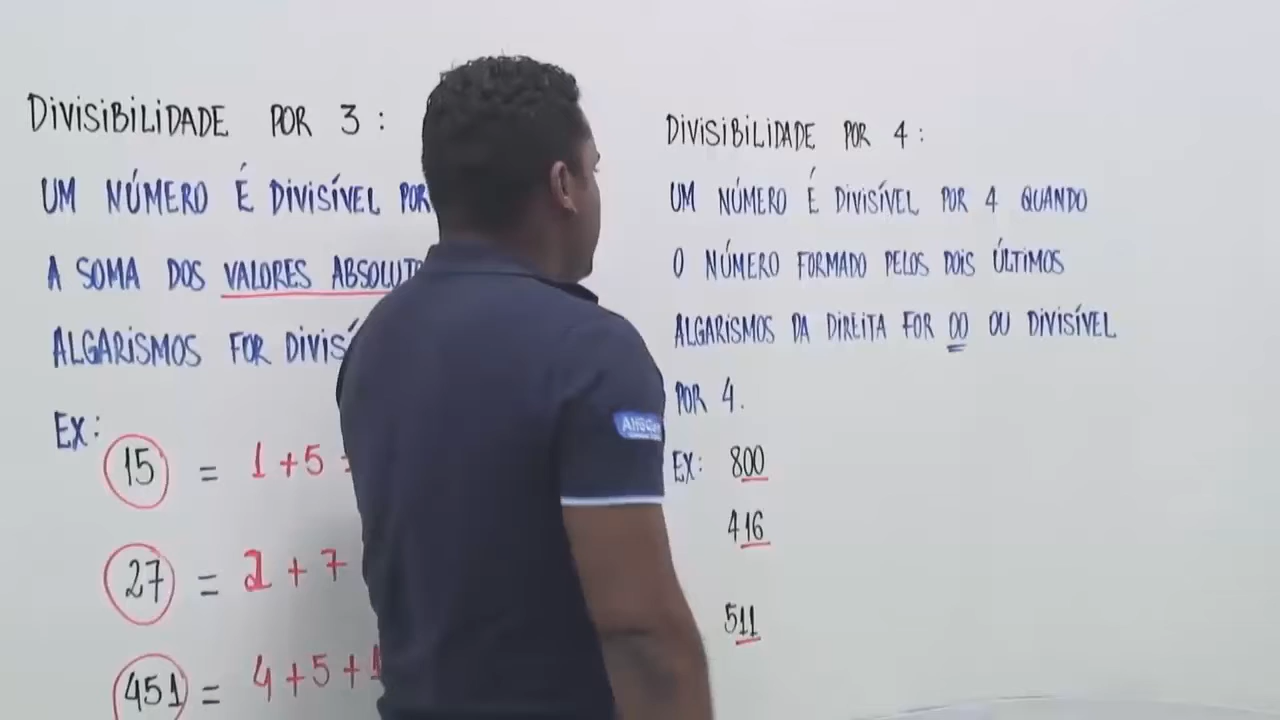 DIVISIBILIDADE POR 3:
UM NÚMERO É DIVISÍVEL POR
A SOMA DOS VALORES
ALGARISMOS FOR
EX:
15 = 1 + 5
27 = 2 + 7
451 = 4 + 5 + 1
DIVISIBILIDADE POR 4:
UM NÚMERO É DIVISÍVEL POR 4 QUANDO
O NÚMERO FORMADO PELOS DOIS ÚLTIMOS
ALGARISMOS DA DIREITA FOR 00 OU DIVISÍVEL
POR 4.
EX: 800
416
511